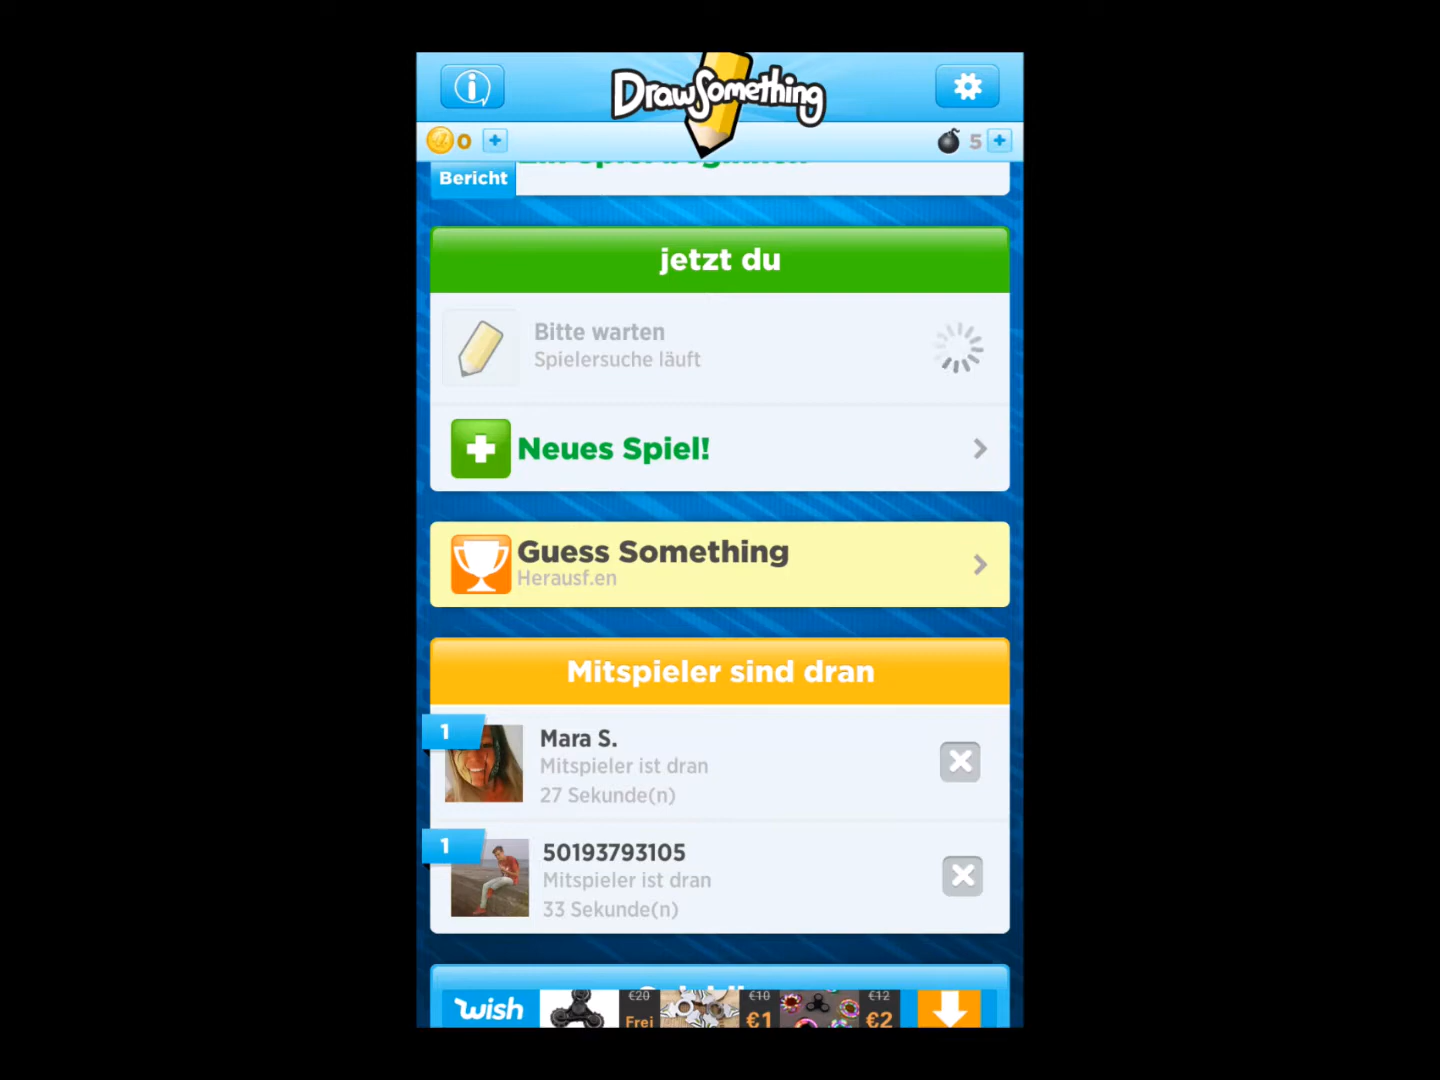 DrawSomething
0
5
Bericht
jetzt du
Bitte warten
Spielersuche läuft
Neues Spiel!
Guess Something
Herausf.en
Mitspieler sind dran
1
Mara S.
Mitspieler ist dran
27 Sekunde(n)
1
50193793105
Mitspieler ist dran
33 Sekunde(n)
wish
€20
Frei
€10
€1
€12
€2